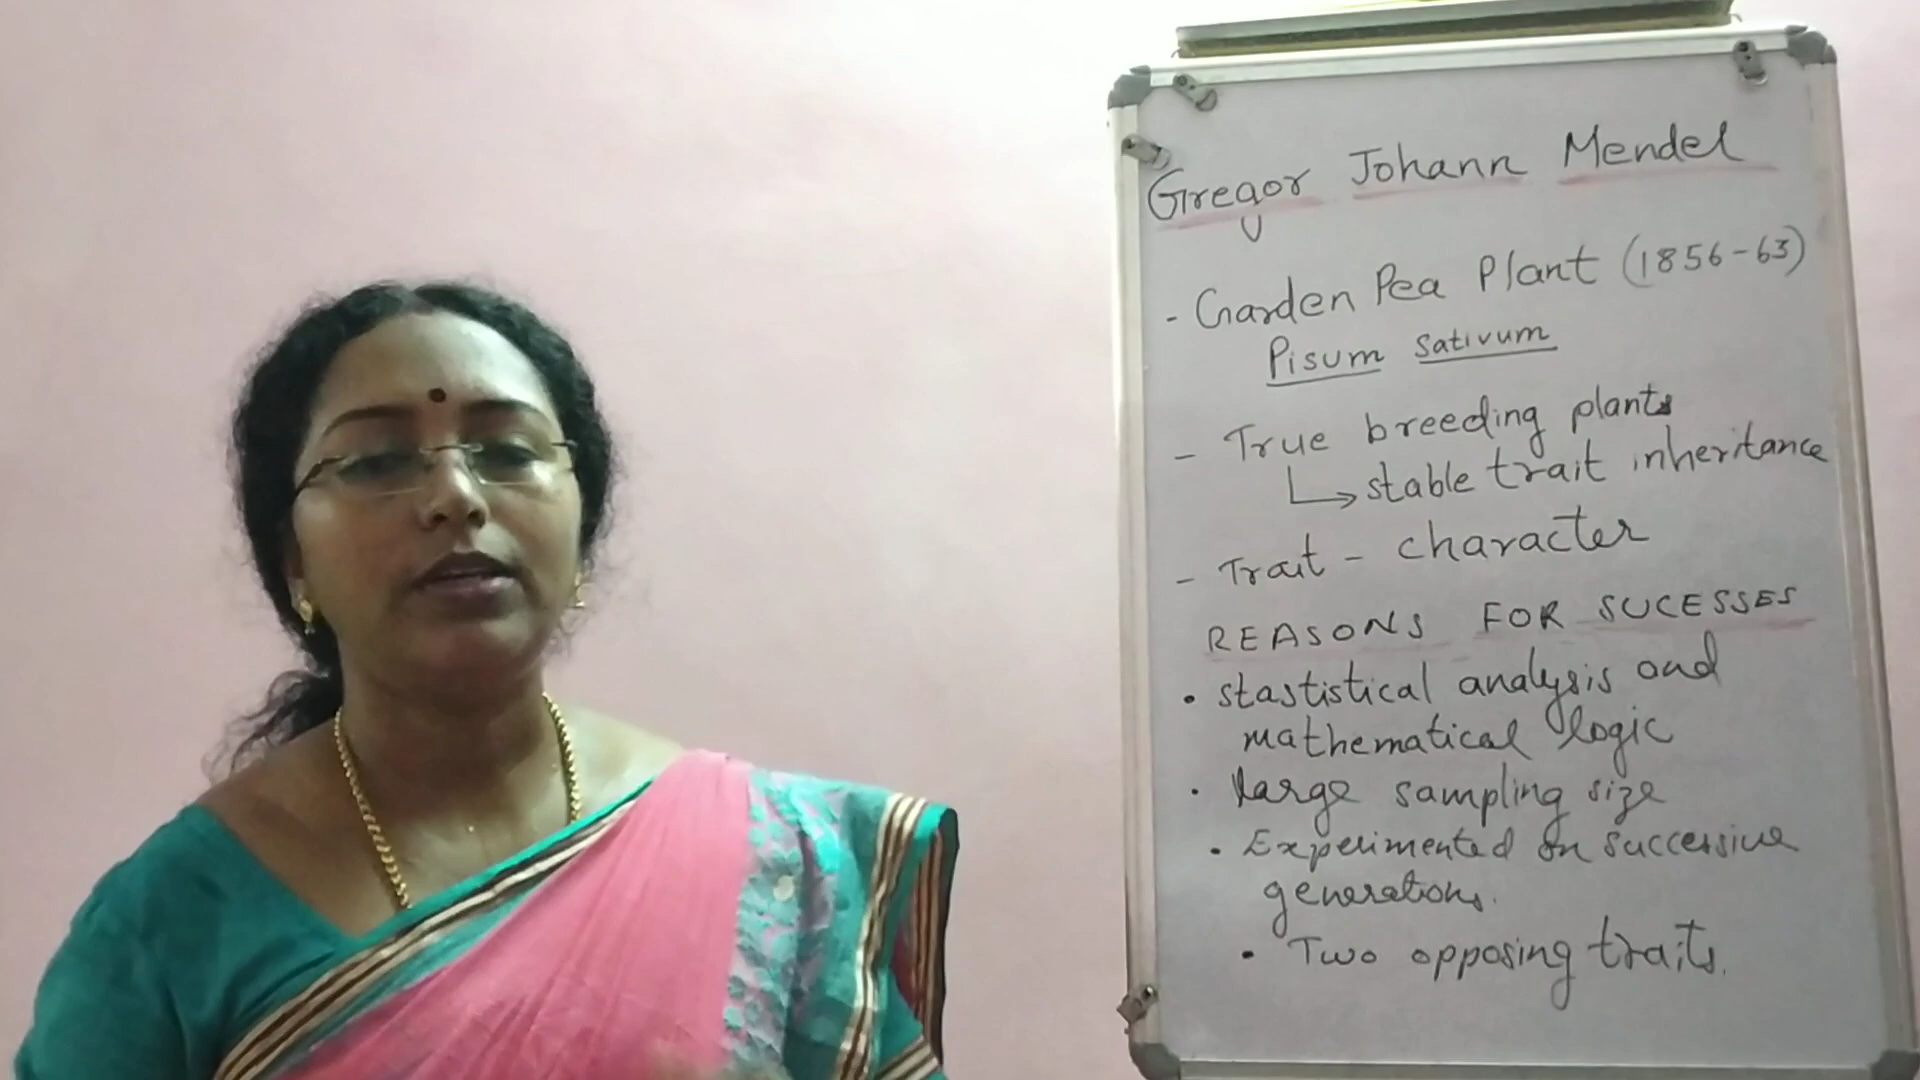 Gregor Johann Mendel
- Garden Pea Plant (1856-63)
Pisum Sativum
- True breeding plants
↳ stable trait inheritance
- Trait - character
REASONS FOR SUCESSES
• stastistical analysis and
mathematical logic
• large sampling size
• Experimented on successive
generations.
• Two opposing traits.